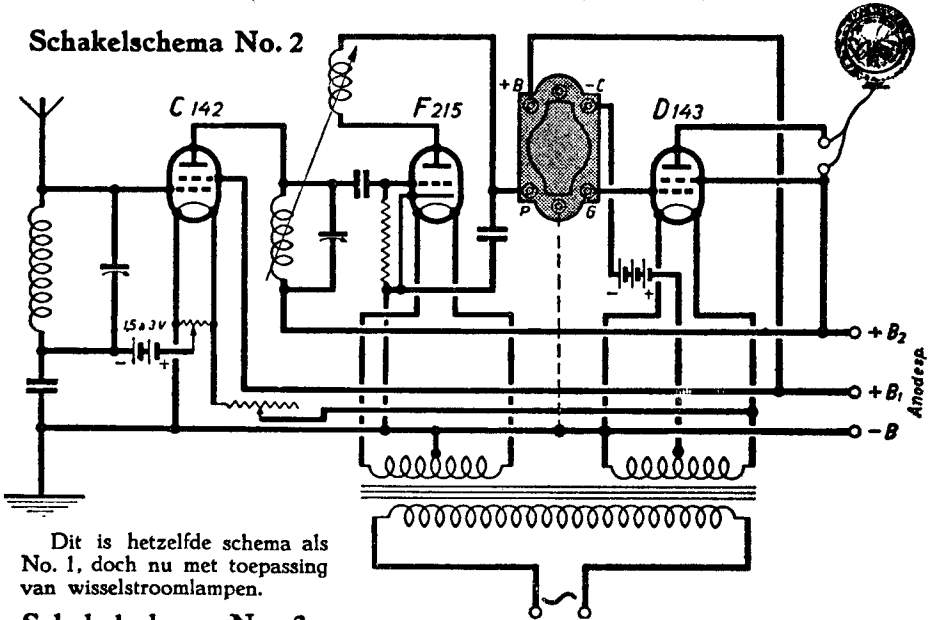 Schakelschema No. 2
C 142
F 215
+B
-C
D 143
P
G
1,5 a 3 V
-
+
-
+
+ B₂
+ B₁
- B
Anodesp.
Dit is hetzelfde schema als
No. 1, doch nu met toepassing
van wisselstroomlampen.